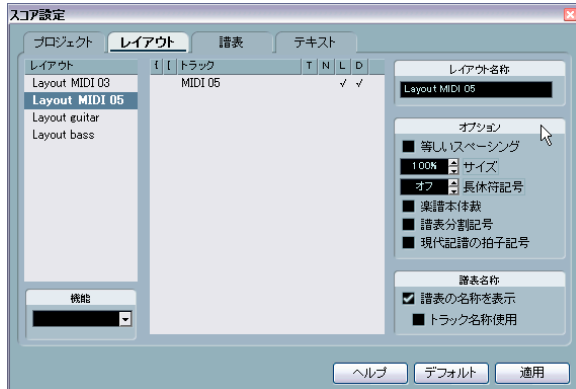 スコア設定
プロジェクト レイアウト 譜表 テキスト
レイアウト
Layout MIDI 03
Layout MIDI 05
Layout guitar
Layout bass
機能
{ [ トラック T N L D
MIDI 05 √ √
レイアウト名称
Layout MIDI 05
オプション
等しいスペーシング
100% サイズ
オフ 長休符記号
楽譜本体裁
譜表分割記号
現代記譜の拍子記号
譜表名称
譜表の名称を表示
トラック名称使用
ヘルプ デフォルト 適用